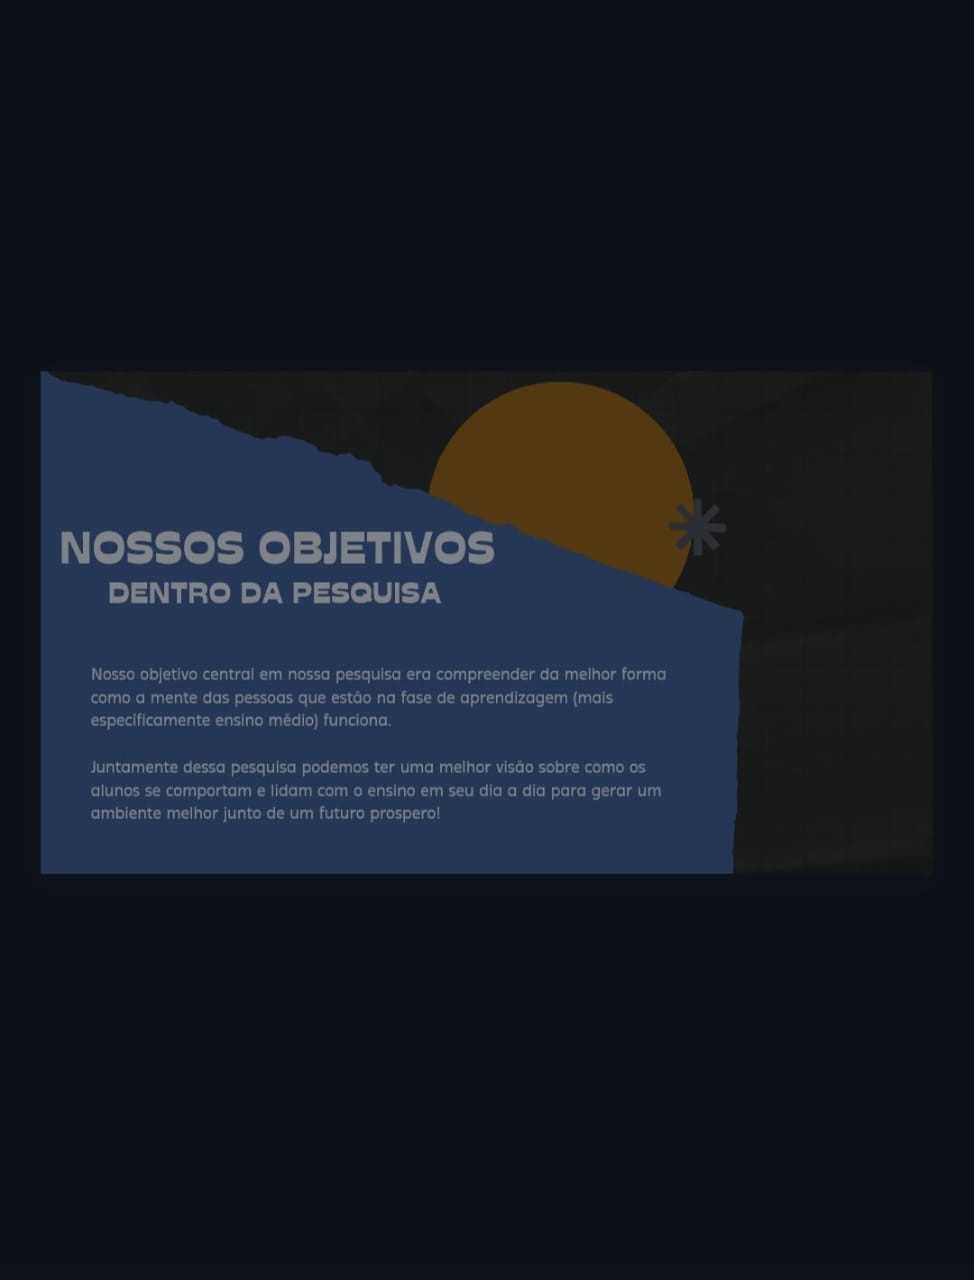 NOSSOS OBJETIVOS
DENTRO DA PESQUISA
Nosso objetivo central em nossa pesquisa era compreender da melhor forma
como a mente das pessoas que estão na fase de aprendizagem (mais
especificamente ensino médio) funciona.
Juntamente dessa pesquisa podemos ter uma melhor visão sobre como os
alunos se comportam e lidam com o ensino em seu dia a dia para gerar um
ambiente melhor junto de um futuro prospero!